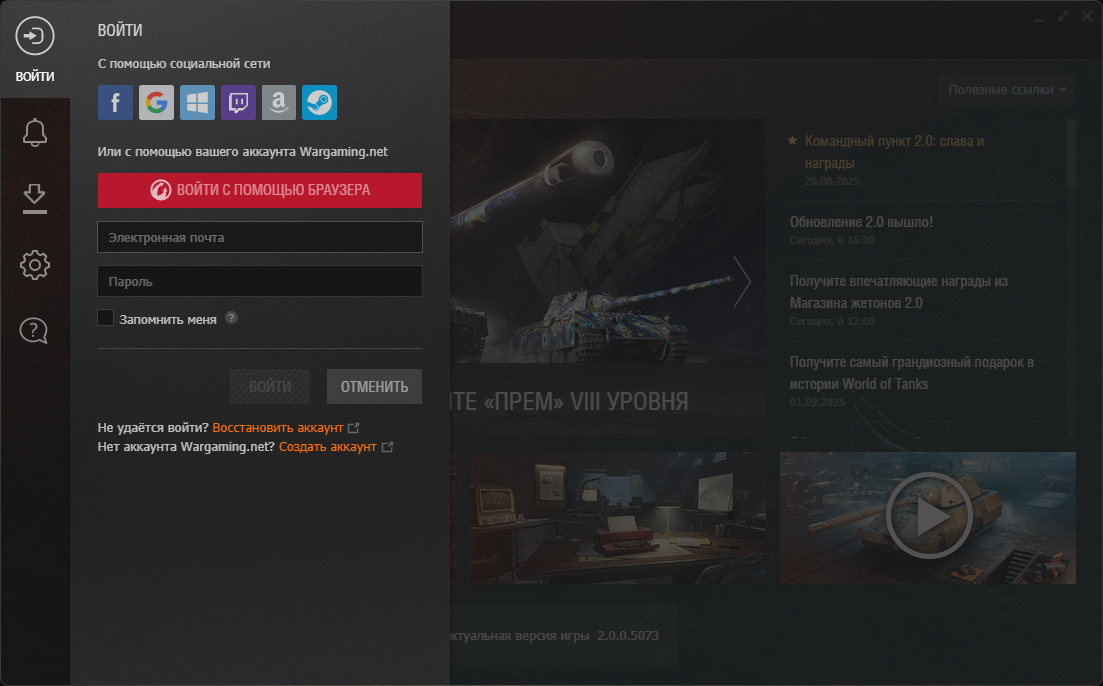 ВОЙТИ
ВОЙТИ
С помощью социальной сети
Или с помощью вашего аккаунта Wargaming.net
ВОЙТИ С ПОМОЩЬЮ БРАУЗЕРА
Электронная почта
Пароль
Запомнить меня ?
ВОЙТИ
ОТМЕНИТЬ
Не удаётся войти? Восстановить аккаунт
Нет аккаунта Wargaming.net? Создать аккаунт
Полезные ссылки
Командный пункт 2.0: слава и
награды
20.08.2025
Обновление 2.0 вышло!
Сегодня, в 16:00
Получите впечатляющие награды из
Магазина жетонов 2.0
Сегодня, в 12:00
Получите самый грандиозный подарок в
истории World of Tanks
01.09.2025
ТЕ «ПРЕМ» VIII УРОВНЯ
ктуальная версия игры 2.0.0.5073